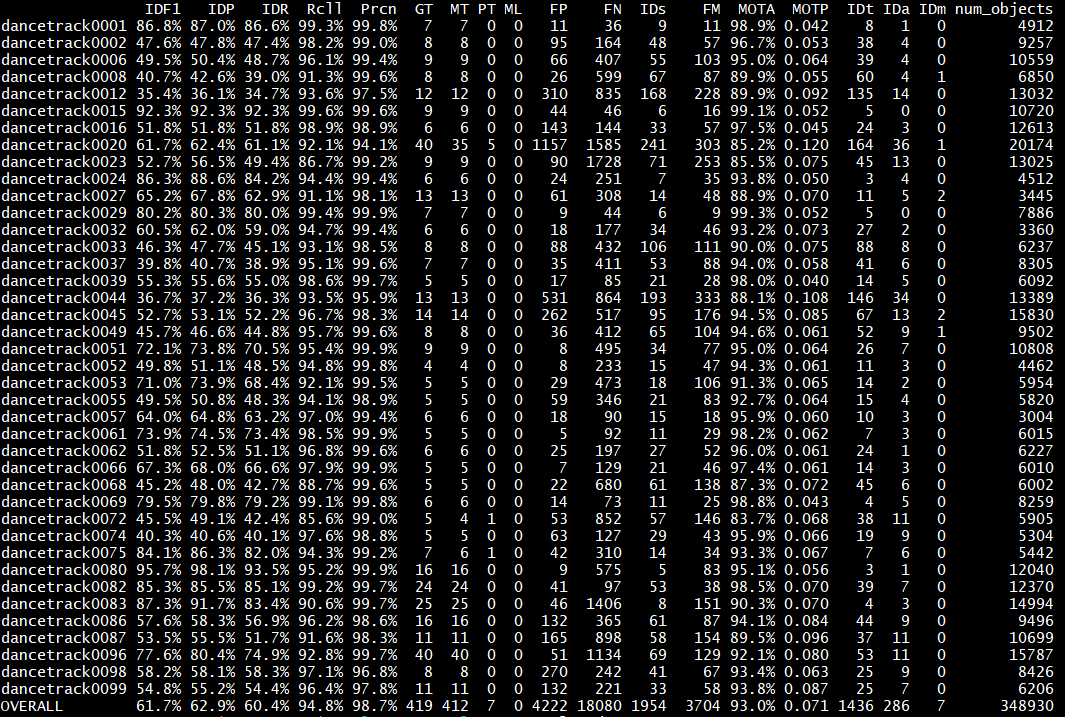 IDF1 IDP IDR Rcll Prcn GT MT PT ML FP FN IDs FM MOTA MOTP IDt IDa IDm num_objects
dancetrack0001 86.8% 87.0% 86.6% 99.3% 99.8% 7 7 0 0 11 36 9 11 98.9% 0.042 8 1 0 4912
dancetrack0002 47.6% 47.8% 47.4% 98.2% 99.0% 8 8 0 0 95 164 48 57 96.7% 0.053 38 4 0 9257
dancetrack0006 49.5% 50.4% 48.7% 96.1% 99.4% 9 9 0 0 66 407 55 103 95.0% 0.064 39 4 0 10559
dancetrack0008 40.7% 42.6% 39.0% 91.3% 99.6% 8 8 0 0 26 599 67 87 89.9% 0.055 60 4 1 6850
dancetrack0012 35.4% 36.1% 34.7% 93.6% 97.5% 12 12 0 0 310 835 168 228 89.9% 0.092 135 14 0 13032
dancetrack0015 92.3% 92.3% 92.3% 99.6% 99.6% 9 9 0 0 44 46 6 16 99.1% 0.052 5 0 0 10720
dancetrack0016 51.8% 51.8% 51.8% 98.9% 98.9% 6 6 0 0 143 144 33 57 97.5% 0.045 24 3 0 12613
dancetrack0020 61.7% 62.4% 61.1% 92.1% 94.1% 40 35 5 0 1157 1585 241 303 85.2% 0.120 164 36 1 20174
dancetrack0023 52.7% 56.5% 49.4% 86.7% 99.2% 9 9 0 0 90 1728 71 253 85.5% 0.075 45 13 0 13025
dancetrack0024 86.3% 88.6% 84.2% 94.4% 99.4% 6 6 0 0 24 251 7 35 93.8% 0.050 3 4 0 4512
dancetrack0027 65.2% 67.8% 62.9% 91.1% 98.1% 13 13 0 0 61 308 14 48 88.9% 0.070 11 5 2 3445
dancetrack0029 80.2% 80.3% 80.0% 99.4% 99.9% 7 7 0 0 9 44 6 9 99.3% 0.052 5 0 0 7886
dancetrack0032 60.5% 62.0% 59.0% 94.7% 99.4% 6 6 0 0 18 177 34 46 93.2% 0.073 27 2 0 3360
dancetrack0033 46.3% 47.7% 45.1% 93.1% 98.5% 8 8 0 0 88 432 106 111 90.0% 0.075 88 8 0 6237
dancetrack0037 39.8% 40.7% 38.9% 95.1% 99.6% 7 7 0 0 35 411 53 88 94.0% 0.058 41 6 0 8305
dancetrack0039 55.3% 55.6% 55.0% 98.6% 99.7% 5 5 0 0 17 85 21 28 98.0% 0.040 14 5 0 6092
dancetrack0044 36.7% 37.2% 36.3% 93.5% 95.9% 13 13 0 0 531 864 193 333 88.1% 0.108 146 34 0 13389
dancetrack0045 52.7% 53.1% 52.2% 96.7% 98.3% 14 14 0 0 262 517 95 176 94.5% 0.085 67 13 2 15830
dancetrack0049 45.7% 46.6% 44.8% 95.7% 99.6% 8 8 0 0 36 412 65 104 94.6% 0.061 52 9 1 9502
dancetrack0051 72.1% 73.8% 70.5% 95.4% 99.9% 9 9 0 0 8 495 34 77 95.0% 0.064 26 7 0 10808
dancetrack0052 49.8% 51.1% 48.5% 94.8% 99.8% 4 4 0 0 8 233 15 47 94.3% 0.061 11 3 0 4462
dancetrack0053 71.0% 73.9% 68.4% 92.1% 99.5% 5 5 0 0 29 473 18 106 91.3% 0.065 14 2 0 5954
dancetrack0055 49.5% 50.8% 48.3% 94.1% 98.9% 5 5 0 0 59 346 21 83 92.7% 0.064 15 4 0 5820
dancetrack0057 64.0% 64.8% 63.2% 97.0% 99.4% 6 6 0 0 18 90 15 18 95.9% 0.060 10 3 0 3004
dancetrack0061 73.9% 74.5% 73.4% 98.5% 99.9% 5 5 0 0 5 92 11 29 98.2% 0.062 7 3 0 6015
dancetrack0062 51.8% 52.5% 51.1% 96.8% 99.6% 6 6 0 0 25 197 27 52 96.0% 0.061 24 1 0 6227
dancetrack0066 67.3% 68.0% 66.6% 97.9% 99.9% 5 5 0 0 7 129 21 46 97.4% 0.061 14 3 0 6010
dancetrack0068 45.2% 48.0% 42.7% 88.7% 99.6% 5 5 0 0 22 680 61 138 87.3% 0.072 45 6 0 6002
dancetrack0069 79.5% 79.8% 79.2% 99.1% 99.8% 6 6 0 0 14 73 11 25 98.8% 0.043 4 5 0 8259
dancetrack0072 45.5% 49.1% 42.4% 85.6% 99.0% 5 4 1 0 53 852 57 146 83.7% 0.068 38 11 0 5905
dancetrack0074 40.3% 40.6% 40.1% 97.6% 98.8% 5 5 0 0 63 127 29 43 95.9% 0.066 19 9 0 5304
dancetrack0075 84.1% 86.3% 82.0% 94.3% 99.2% 7 6 1 0 42 310 14 34 93.3% 0.067 7 6 0 5442
dancetrack0080 95.7% 98.1% 93.5% 95.2% 99.9% 16 16 0 0 9 575 5 83 95.1% 0.056 3 1 0 12040
dancetrack0082 85.3% 85.5% 85.1% 99.2% 99.7% 24 24 0 0 41 97 53 38 98.5% 0.070 39 7 0 12370
dancetrack0083 87.3% 91.7% 83.4% 90.6% 99.7% 25 25 0 0 46 1406 8 151 90.3% 0.070 4 3 0 14994
dancetrack0086 57.6% 58.3% 56.9% 96.2% 98.6% 16 16 0 0 132 365 61 87 94.1% 0.084 44 9 0 9496
dancetrack0087 53.5% 55.5% 51.7% 91.6% 98.3% 11 11 0 0 165 898 58 154 89.5% 0.096 37 11 0 10699
dancetrack0096 77.6% 80.4% 74.9% 92.8% 99.7% 40 40 0 0 51 1134 69 129 92.1% 0.080 53 11 0 15787
dancetrack0098 58.2% 58.1% 58.3% 97.1% 96.8% 8 8 0 0 270 242 41 67 93.4% 0.063 25 9 0 8426
dancetrack0099 54.8% 55.2% 54.4% 96.4% 97.8% 11 11 0 0 132 221 33 58 93.8% 0.087 25 7 0 6206
OVERALL 61.7% 62.9% 60.4% 94.8% 98.7% 419 412 7 0 4222 18080 1954 3704 93.0% 0.071 1436 286 7 348930